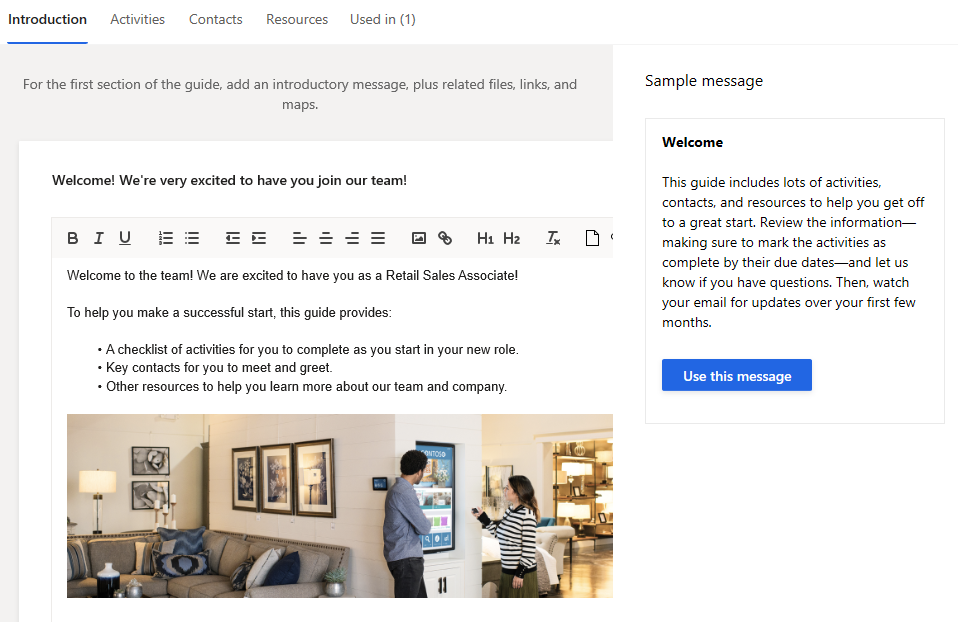 Introduction Activities Contacts Resources Used in (1)
For the first section of the guide, add an introductory message, plus related files, links, and
maps.
Welcome! We're very excited to have you join our team!
B I U H1 H2
Welcome to the team! We are excited to have you as a Retail Sales Associate!
To help you make a successful start, this guide provides:
• A checklist of activities for you to complete as you start in your new role.
• Key contacts for you to meet and greet.
• Other resources to help you learn more about our team and company.
CONTOSO
Sample message
Welcome
This guide includes lots of activities,
contacts, and resources to help you get off
to a great start. Review the information—
making sure to mark the activities as
complete by their due dates—and let us
know if you have questions. Then, watch
your email for updates over your first few
months.
Use this message